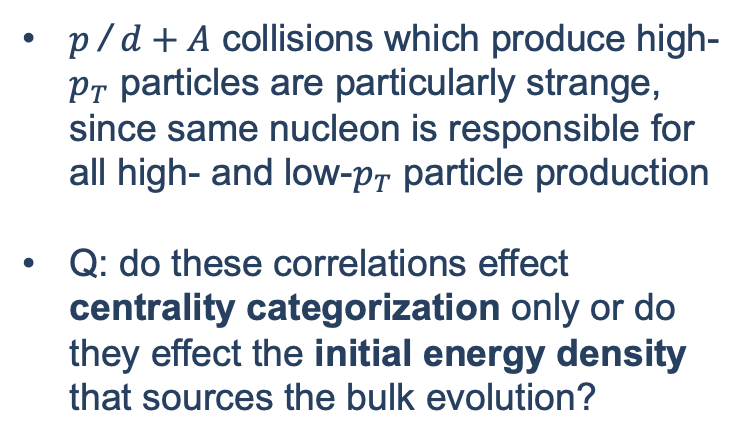 • p/d + A collisions which produce high-
p_T particles are particularly strange,
since same nucleon is responsible for
all high- and low-p_T particle production
• Q: do these correlations effect
centrality categorization only or do
they effect the initial energy density
that sources the bulk evolution?